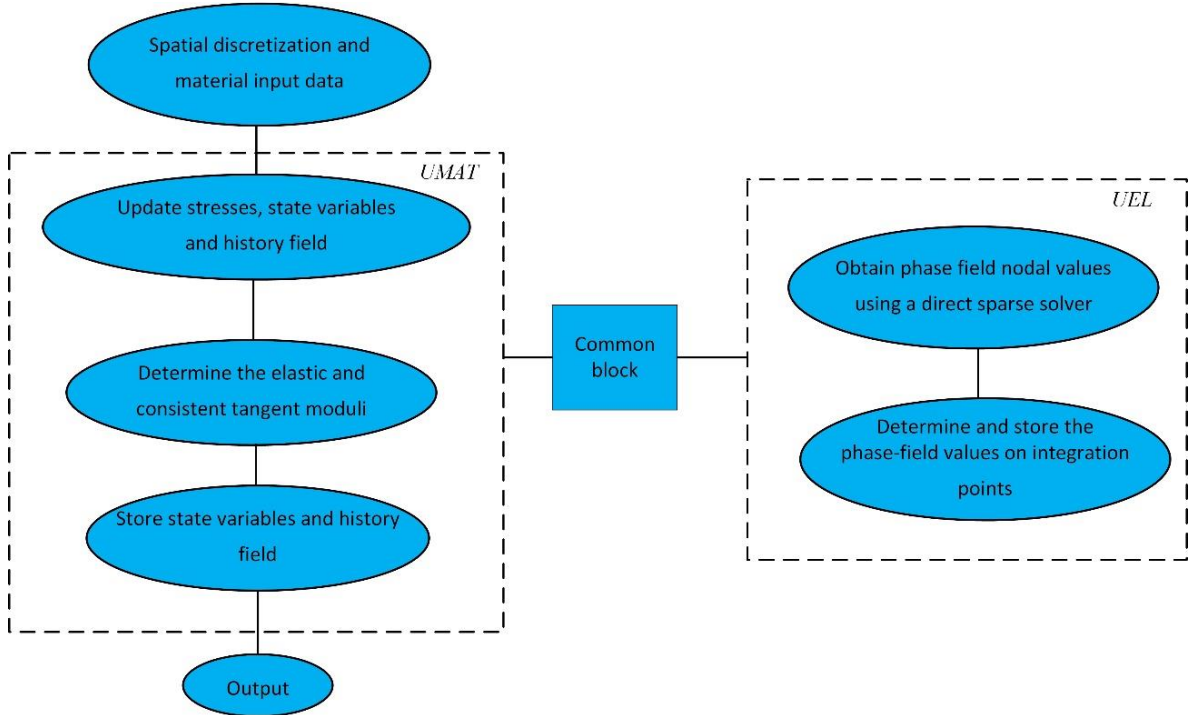 Spatial discretization and
material input data
UMAT
Update stresses, state variables
and history field
Determine the elastic and
consistent tangent moduli
Store state variables and history
field
Output
Common
block
UEL
Obtain phase field nodal values
using a direct sparse solver
Determine and store the
phase-field values on integration
points